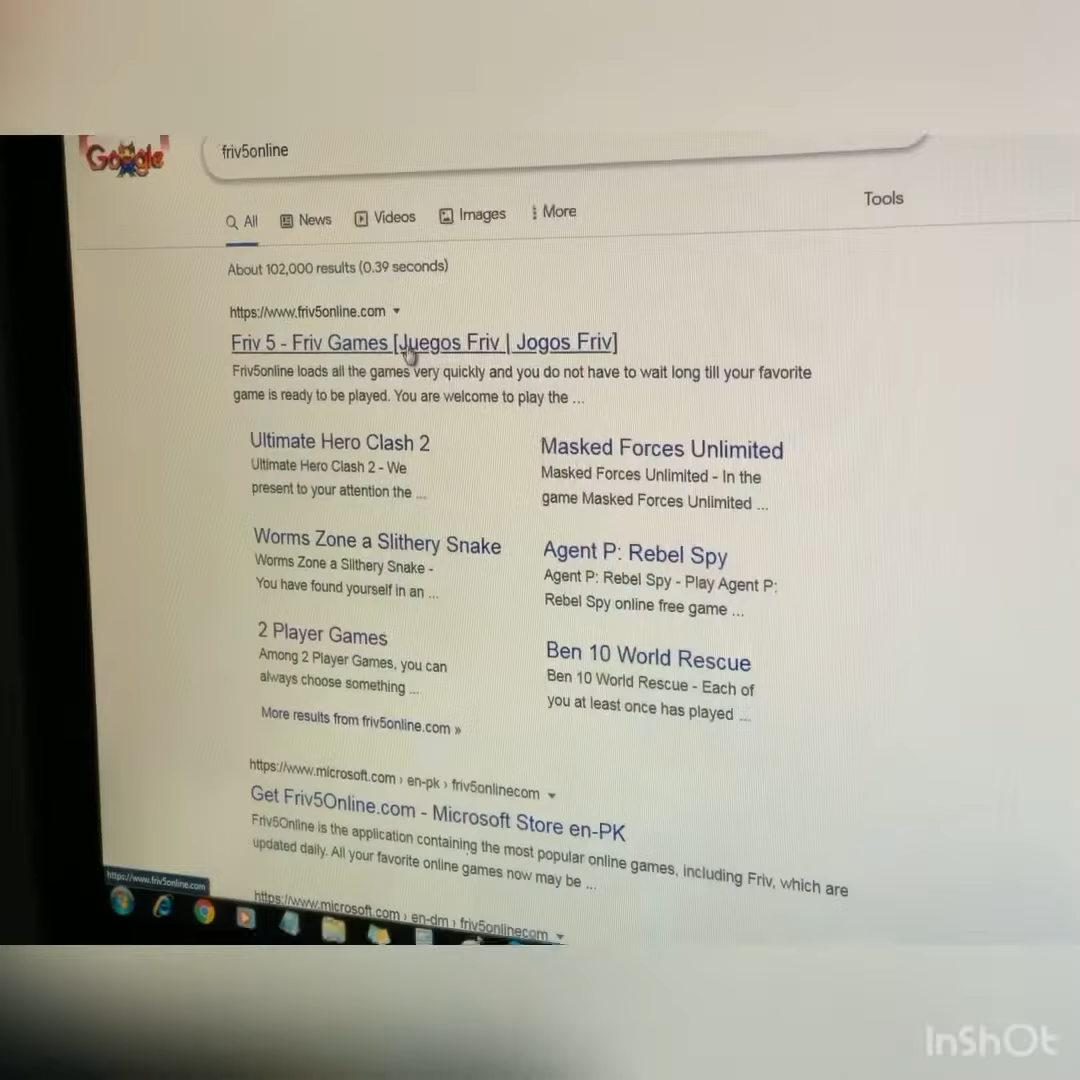 Google
friv5online
All News Videos Images More Tools
About 102,000 results (0.39 seconds)
https://www.friv5online.com
Friv 5 - Friv Games [Juegos Friv | Jogos Friv]
Friv5online loads all the games very quickly and you do not have to wait long till your favorite
game is ready to be played. You are welcome to play the ...
Ultimate Hero Clash 2
Ultimate Hero Clash 2 - We
present to your attention the ...
Masked Forces Unlimited
Masked Forces Unlimited - In the
game Masked Forces Unlimited ...
Worms Zone a Slithery Snake
Worms Zone a Slithery Snake -
You have found yourself in an ...
Agent P: Rebel Spy
Agent P: Rebel Spy - Play Agent P:
Rebel Spy online free game ...
2 Player Games
Among 2 Player Games, you can
always choose something ...
Ben 10 World Rescue
Ben 10 World Rescue - Each of
you at least once has played ...
More results from friv5online.com »
https://www.microsoft.com › en-pk › friv5onlinecom
Get Friv5Online.com - Microsoft Store en-PK
Friv5Online is the application containing the most popular online games, including Friv, which are
updated daily. All your favorite online games now may be ...
https://www.microsoft.com › en-dm › friv5onlinecom
https://www.friv5online.com
InShOt